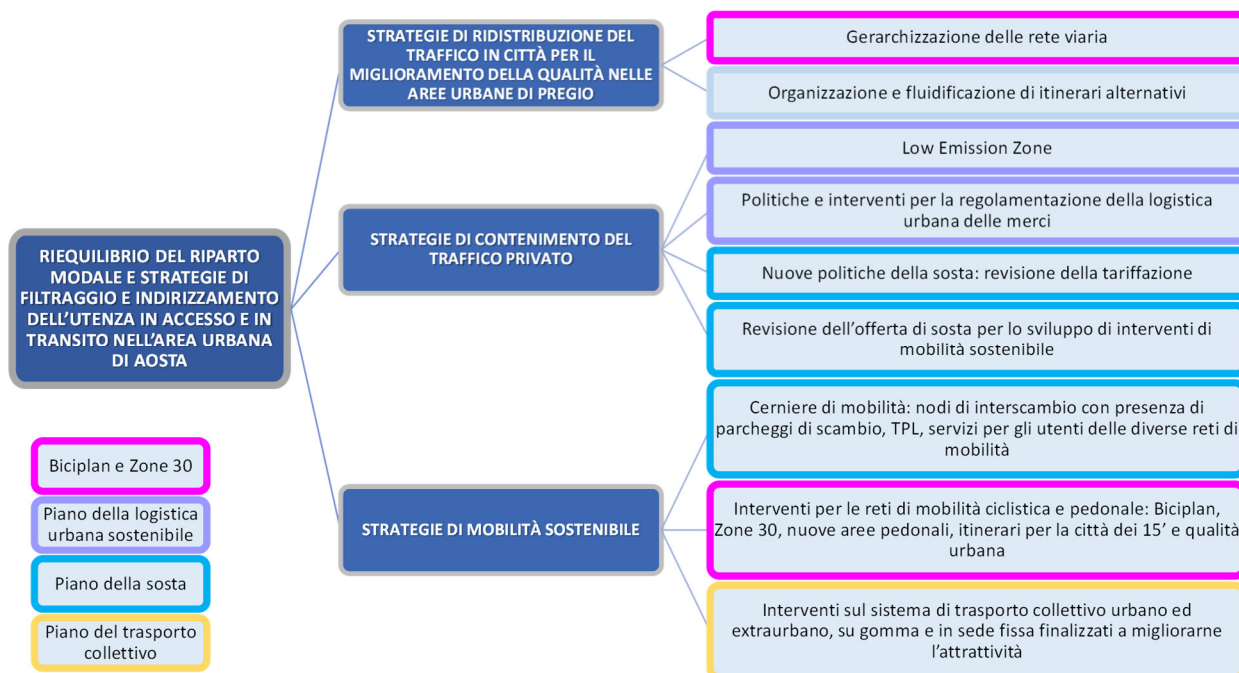 STRATEGIE DI RIDISTRIBUZIONE DEL
TRAFFICO IN CITTÀ PER IL
MIGLIORAMENTO DELLA QUALITÀ NELLE
AREE URBANE DI PREGIO
Gerarchizzazione delle rete viaria
Organizzazione e fluidificazione di itinerari alternativi
Low Emission Zone
Politiche e interventi per la regolamentazione della logistica
urbana delle merci
RIEQUILIBRIO DEL RIPARTO
MODALE E STRATEGIE DI
FILTRAGGIO E INDIRIZZAMENTO
DELL'UTENZA IN ACCESSO E IN
TRANSITO NELL'AREA URBANA
DI AOSTA
STRATEGIE DI CONTENIMENTO DEL
TRAFFICO PRIVATO
Nuove politiche della sosta: revisione della tariffazione
Revisione dell'offerta di sosta per lo sviluppo di interventi di
mobilità sostenibile
Cerniere di mobilità: nodi di interscambio con presenza di
parcheggi di scambio, TPL, servizi per gli utenti delle diverse reti di
mobilità
STRATEGIE DI MOBILITÀ SOSTENIBILE
Interventi per le reti di mobilità ciclistica e pedonale: Biciplan,
Zone 30, nuove aree pedonali, itinerari per la città dei 15' e qualità
urbana
Interventi sul sistema di trasporto collettivo urbano ed
extraurbano, su gomma e in sede fissa finalizzati a migliorarne
l'attrattività
Biciplan e Zone 30
Piano della logistica
urbana sostenibile
Piano della sosta
Piano del trasporto
collettivo